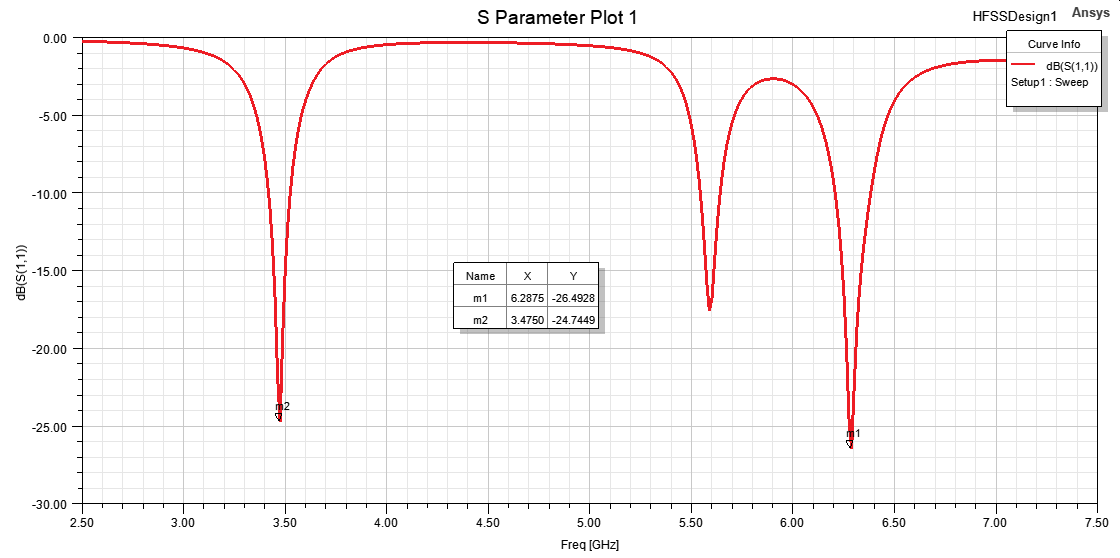 S Parameter Plot 1
HFSSDesign1
Ansys
Curve Info
dB(S(1,1))
Setup1 : Sweep
0.00
-5.00
-10.00
-15.00
-20.00
-25.00
-30.00
dB(S(1,1))
Name X Y
m1 6.2875 -26.4928
m2 3.4750 -24.7449
m2
m1
2.50 3.00 3.50 4.00 4.50 5.00 5.50 6.00 6.50 7.00 7.50
Freq [GHz]